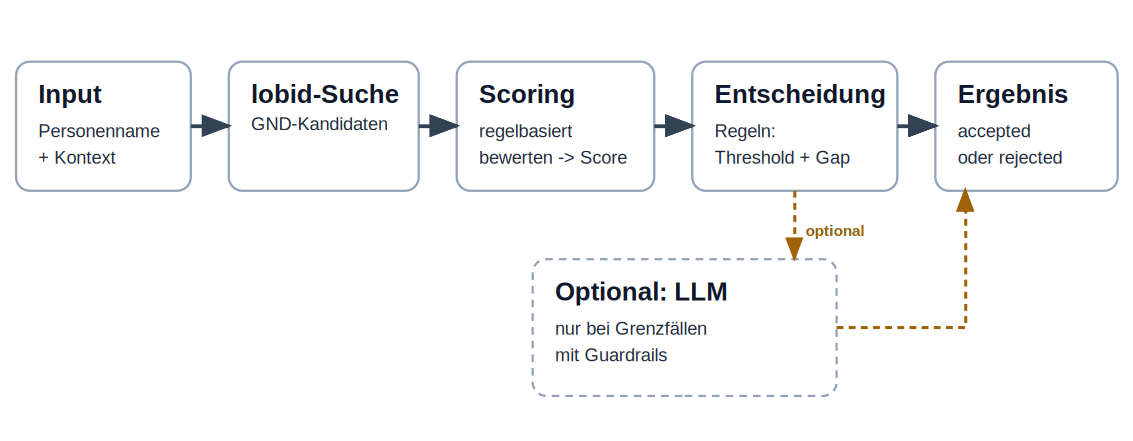 Input
Personenname
+ Kontext
lobid-Suche
GND-Kandidaten
Scoring
regelbasiert
bewerten -> Score
Entscheidung
Regeln:
Threshold + Gap
Ergebnis
accepted
oder rejected
optional
Optional: LLM
nur bei Grenzfällen
mit Guardrails